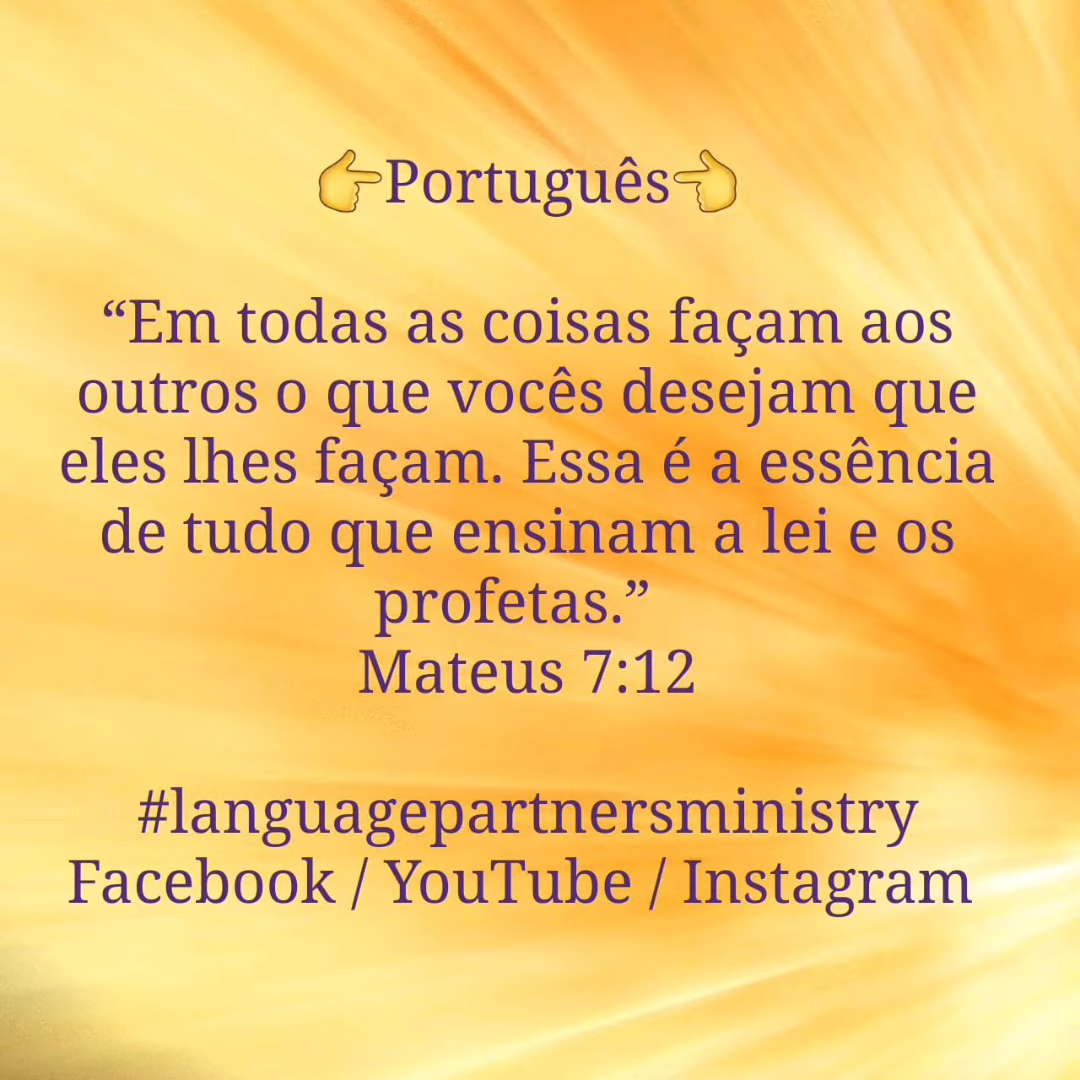 👉Português👈
“Em todas as coisas façam aos
outros o que vocês desejam que
eles lhes façam. Essa é a essência
de tudo que ensinam a lei e os
profetas.”
Mateus 7:12
#languagepartnersministry
Facebook / YouTube / Instagram